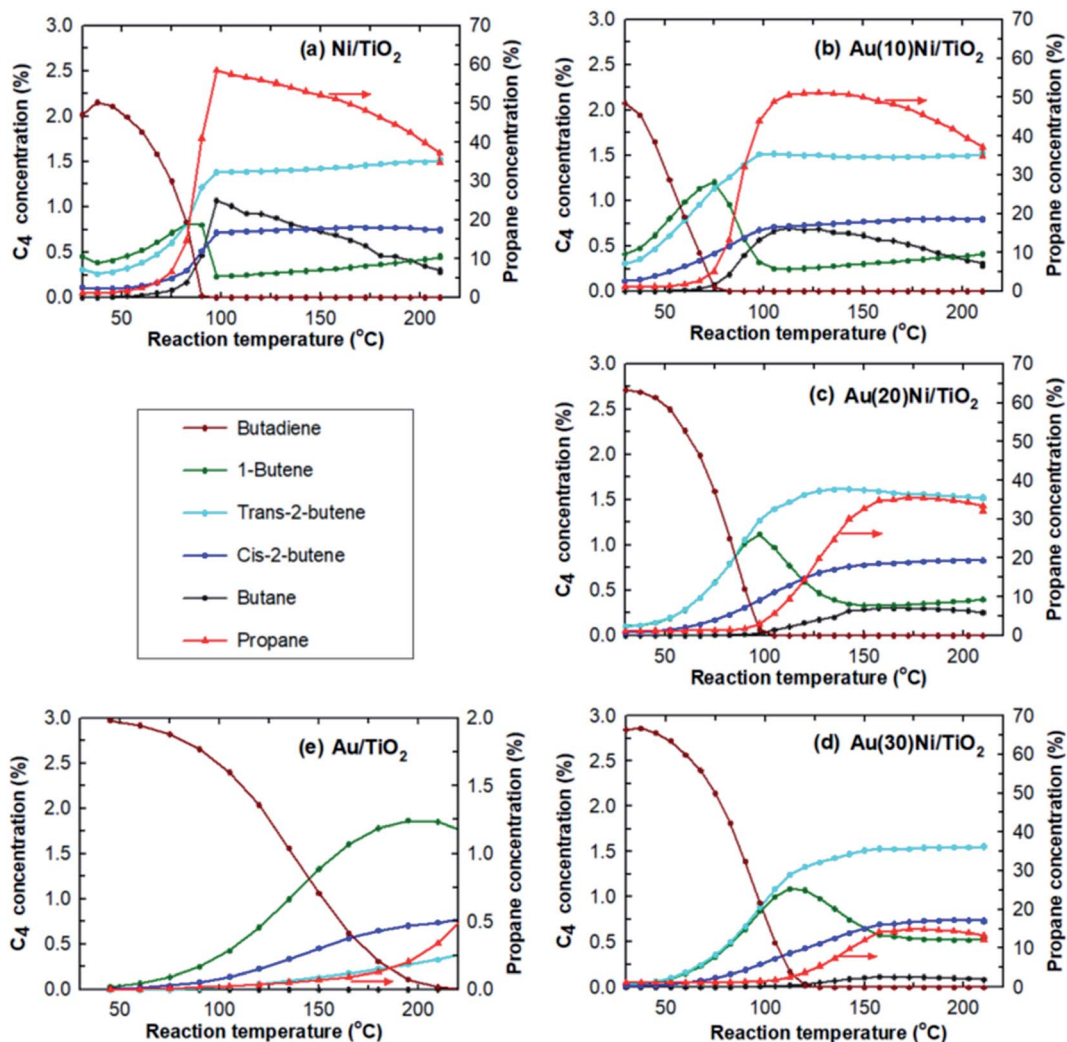 (a) Ni/TiO2
C4 concentration (%)
3.0
2.5
2.0
1.5
1.0
0.5
0.0
70
60
50
40
30
20
10
0
Propane concentration (%)
50 100 150 200
Reaction temperature (oC)
(b) Au(10)Ni/TiO2
C4 concentration (%)
3.0
2.5
2.0
1.5
1.0
0.5
0.0
70
60
50
40
30
20
10
0
Propane concentration (%)
50 100 150 200
Reaction temperature (oC)
Butadiene
1-Butene
Trans-2-butene
Cis-2-butene
Butane
Propane
(c) Au(20)Ni/TiO2
C4 concentration (%)
3.0
2.5
2.0
1.5
1.0
0.5
0.0
70
60
50
40
30
20
10
0
Propane concentration (%)
50 100 150 200
Reaction temperature (oC)
(e) Au/TiO2
C4 concentration (%)
3.0
2.5
2.0
1.5
1.0
0.5
0.0
2.0
1.5
1.0
0.5
0.0
Propane concentration (%)
50 100 150 200
Reaction temperature (oC)
(d) Au(30)Ni/TiO2
C4 concentration (%)
3.0
2.5
2.0
1.5
1.0
0.5
0.0
70
60
50
40
30
20
10
0
Propane concentration (%)
50 100 150 200
Reaction temperature (oC)